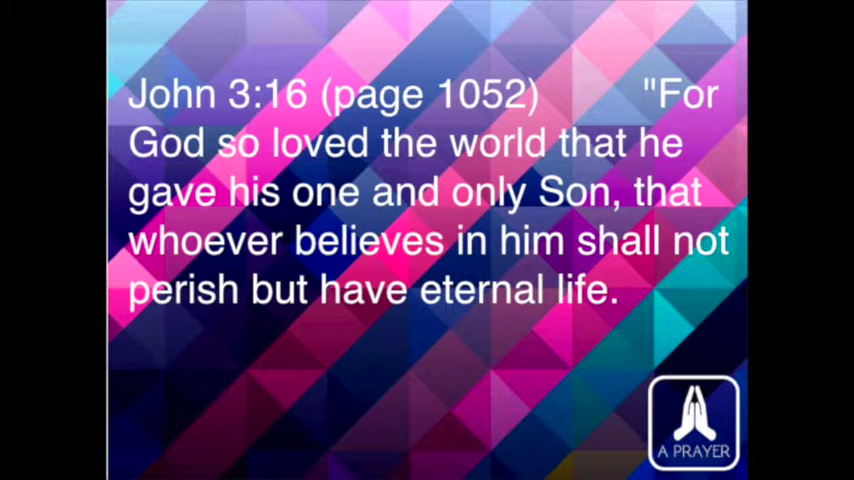 John 3:16 (page 1052) "For
God so loved the world that he
gave his one and only Son, that
whoever believes in him shall not
perish but have eternal life.
A PRAYER